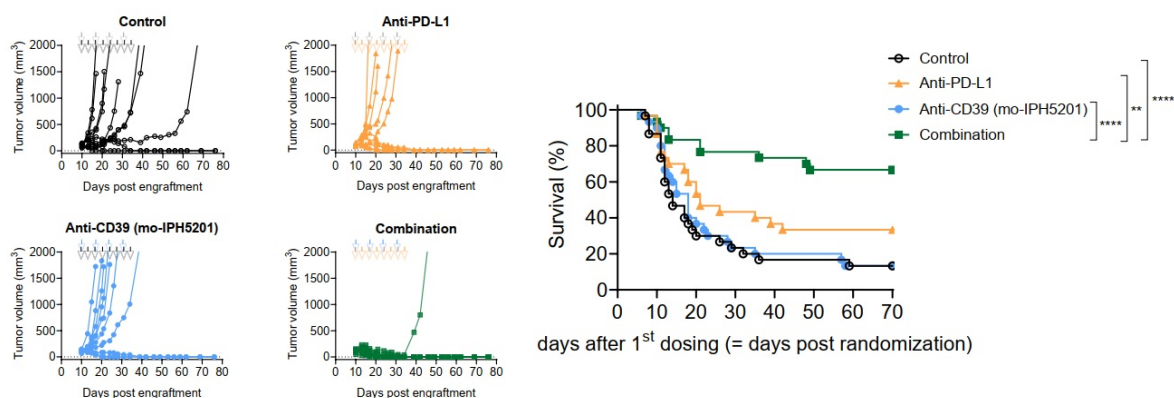 Control
Tumor volume (mm³)
2000
1500
1000
500
0
0 10 20 30 40 50 60 70 80
Days post engraftment
Anti-PD-L1
Tumor volume (mm³)
2000
1500
1000
500
0
0 10 20 30 40 50 60 70 80
Days post engraftment
Anti-CD39 (mo-IPH5201)
Tumor volume (mm³)
2000
1500
1000
500
0
0 10 20 30 40 50 60 70 80
Days post engraftment
Combination
Tumor volume (mm³)
2000
1500
1000
500
0
0 10 20 30 40 50 60 70 80
Days post engraftment
Control
Anti-PD-L1
Anti-CD39 (mo-IPH5201)
Combination
****
**
****
Survival (%)
100
80
60
40
20
0
0 10 20 30 40 50 60 70
days after 1st dosing (= days post randomization)